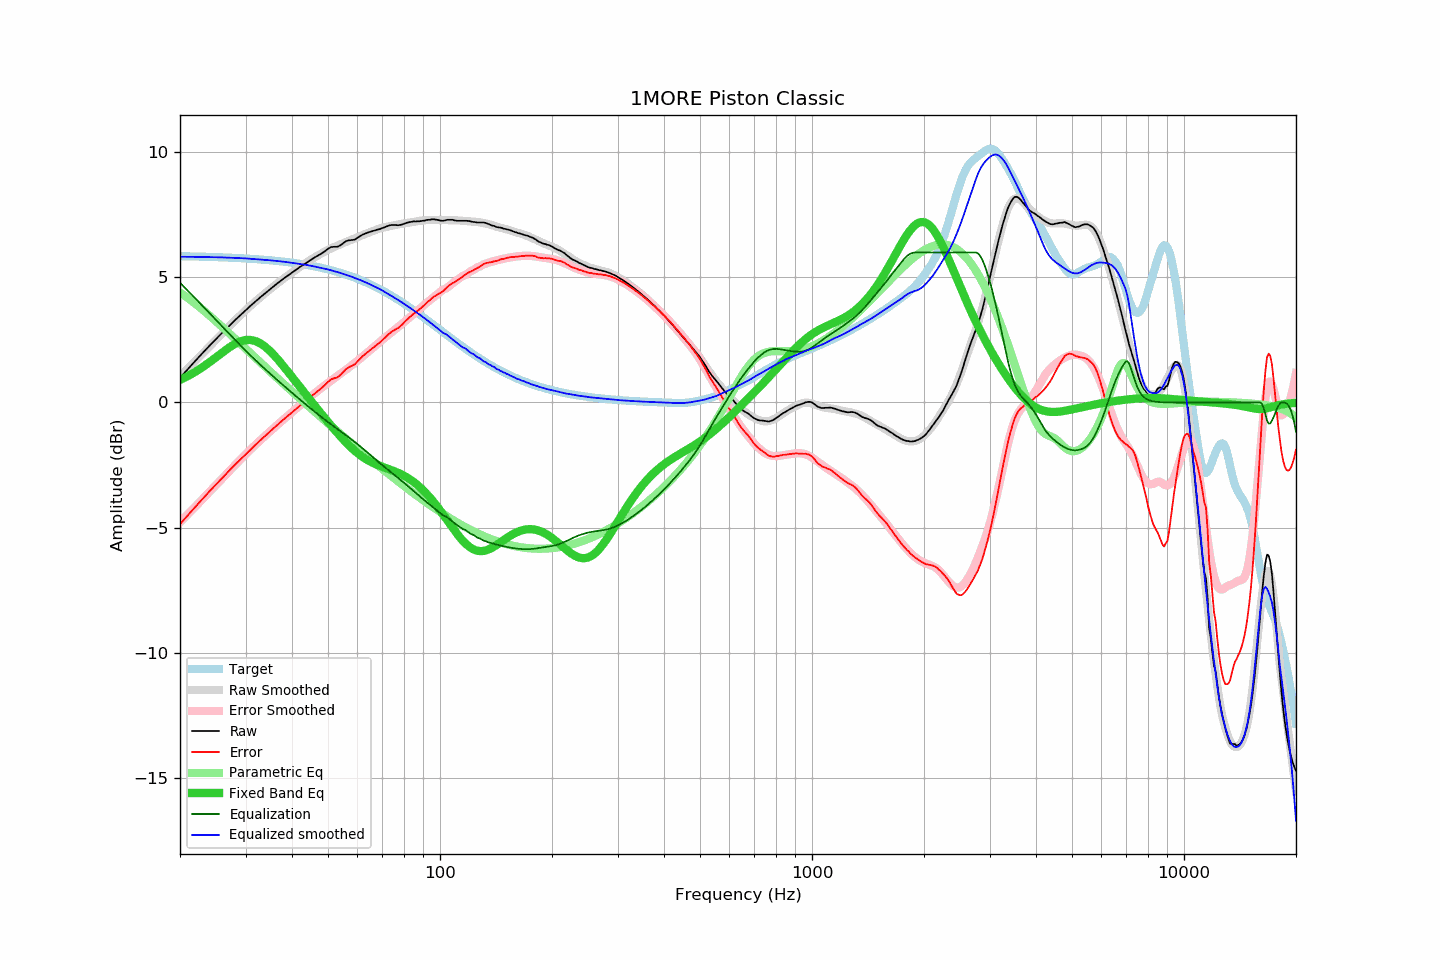 1MORE Piston Classic
10
5
0
−5
−10
−15
Amplitude (dBr)
Target
Raw Smoothed
Error Smoothed
Raw
Error
Parametric Eq
Fixed Band Eq
Equalization
Equalized smoothed
100 1000 10000
Frequency (Hz)